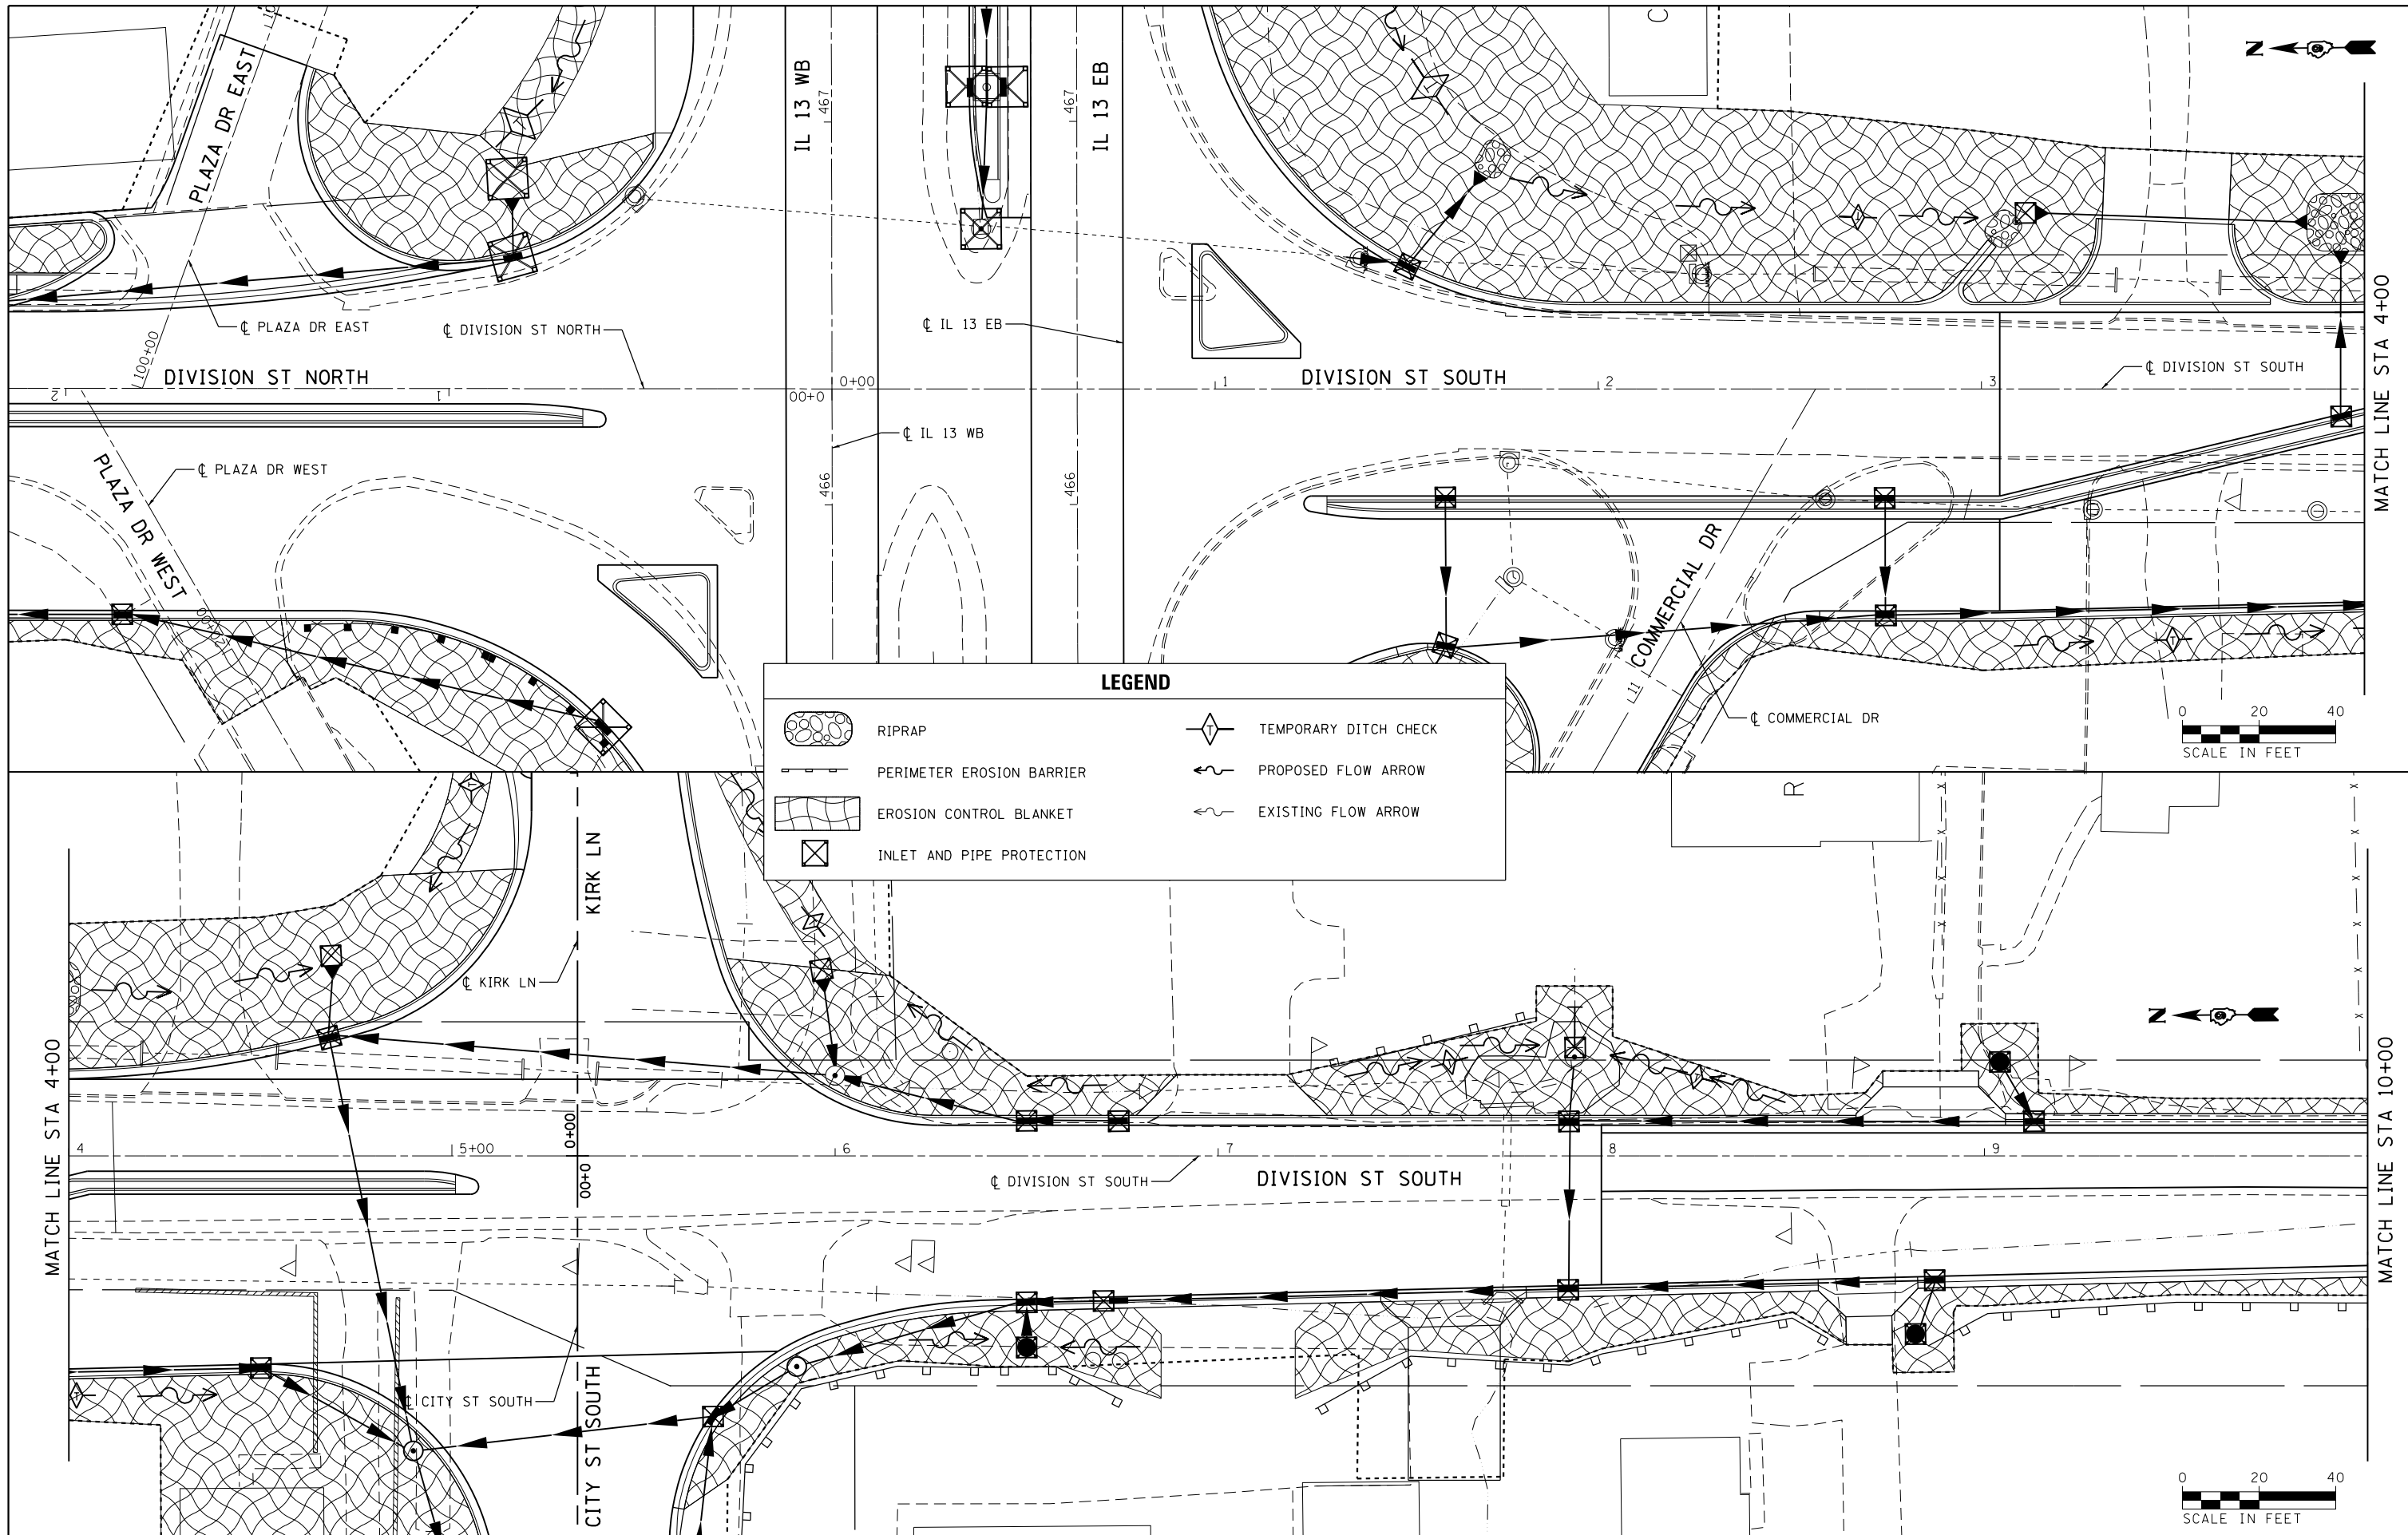 PLAZA DR EAST
IL 13 WB
467
467
IL 13 EB
C
N
℄ PLAZA DR EAST
℄ DIVISION ST NORTH
℄ IL 13 EB
100+00
DIVISION ST NORTH
2
1
0+00
0+00
1
DIVISION ST SOUTH
2
3
℄ DIVISION ST SOUTH
MATCH LINE STA 4+00
℄ IL 13 WB
℄ PLAZA DR WEST
PLAZA DR WEST
466
466
COMMERCIAL DR
11
℄ COMMERCIAL DR
0 20 40
SCALE IN FEET
LEGEND
RIPRAP
TEMPORARY DITCH CHECK
T
PERIMETER EROSION BARRIER
PROPOSED FLOW ARROW
EROSION CONTROL BLANKET
EXISTING FLOW ARROW
INLET AND PIPE PROTECTION
R
KIRK LN
℄ KIRK LN
N
MATCH LINE STA 4+00
4
5+00
0+00
0+00
6
7
8
9
℄ DIVISION ST SOUTH
DIVISION ST SOUTH
MATCH LINE STA 10+00
℄ CITY ST SOUTH
CITY ST SOUTH
0 20 40
SCALE IN FEET